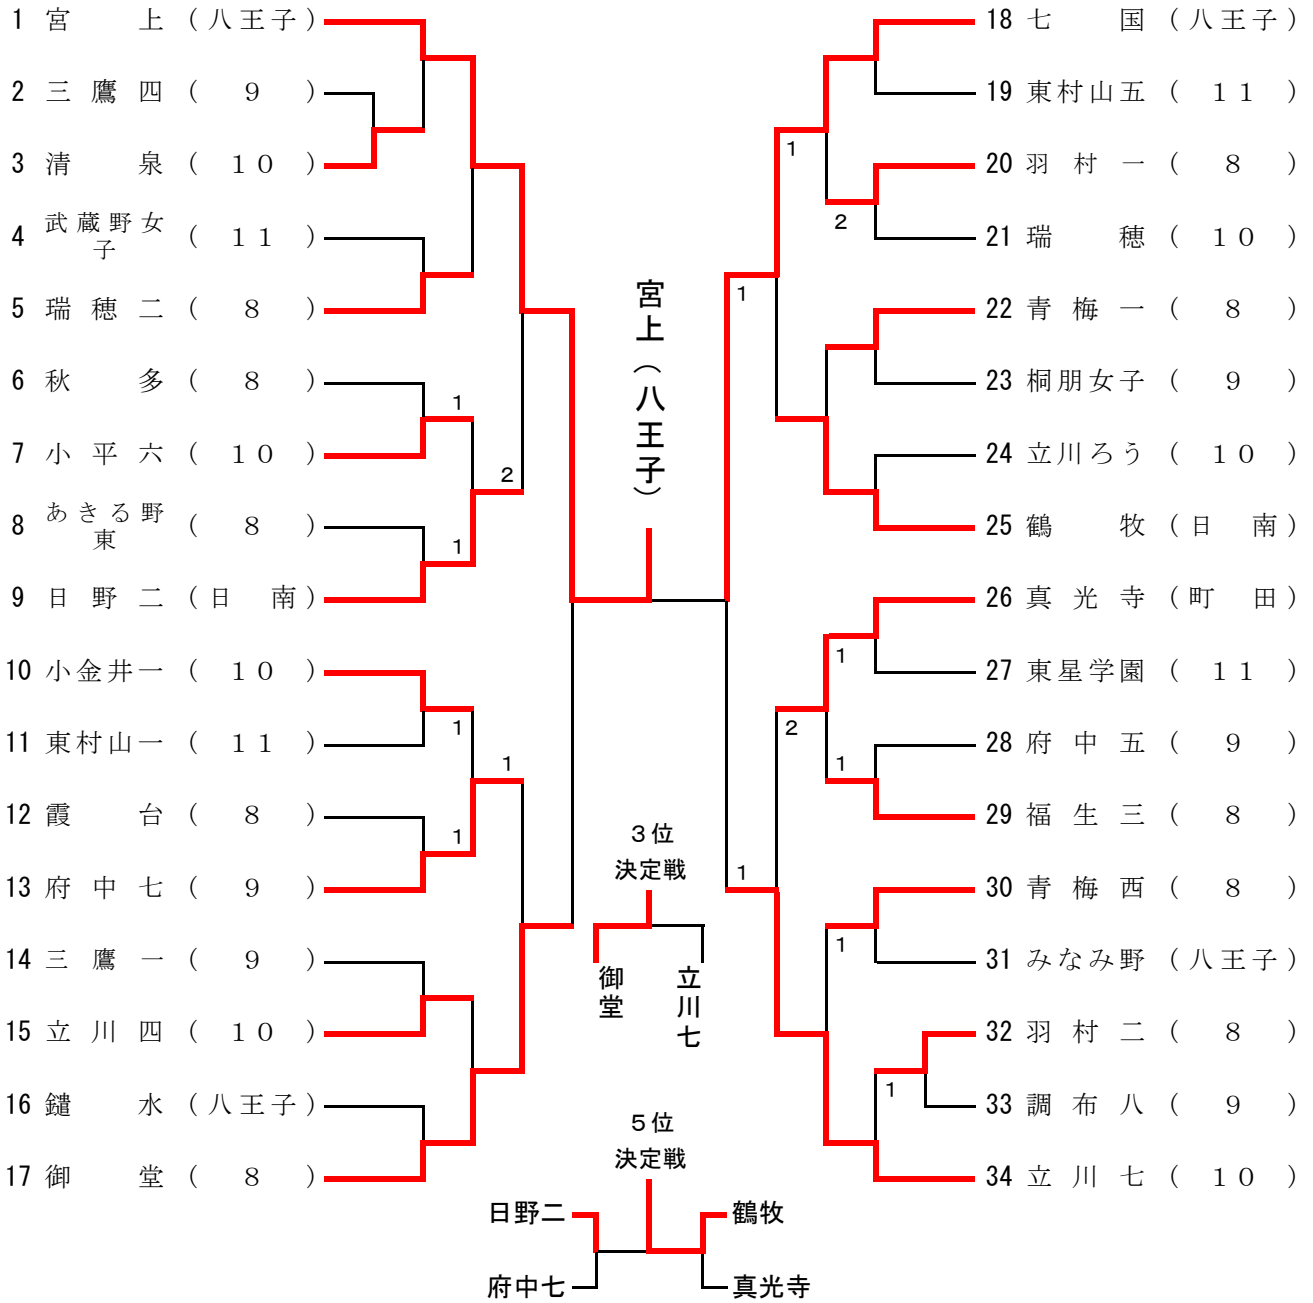 1 宮上 (八王子)
2 三鷹四 ( 9 )
3 清泉 ( 10 )
4 武蔵野女子 ( 11 )
5 瑞穂二 ( 8 )
6 秋多 ( 8 )
1
7 小平六 ( 10 )
2
8 あきる野東 ( 8 )
1
9 日野二 (日南)
10 小金井一 ( 10 )
1
11 東村山一 ( 11 )
1
12 霞台 ( 8 )
1
13 府中七 ( 9 )
14 三鷹一 ( 9 )
15 立川四 ( 10 )
16 鑓水 (八王子)
17 御堂 ( 8 )
宮上(八王子)
3位
決定戦
御堂
立川七
5位
決定戦
日野二
鶴牧
府中七
真光寺
18 七国 (八王子)
19 東村山五 ( 11 )
1
20 羽村一 ( 8 )
2
21 瑞穂 ( 10 )
1
22 青梅一 ( 8 )
23 桐朋女子 ( 9 )
24 立川ろう ( 10 )
25 鶴牧 (日南)
26 真光寺 (町田)
1
27 東星学園 ( 11 )
2
28 府中五 ( 9 )
1
29 福生三 ( 8 )
1
30 青梅西 ( 8 )
1
31 みなみ野 (八王子)
32 羽村二 ( 8 )
1
33 調布八 ( 9 )
34 立川七 ( 10 )